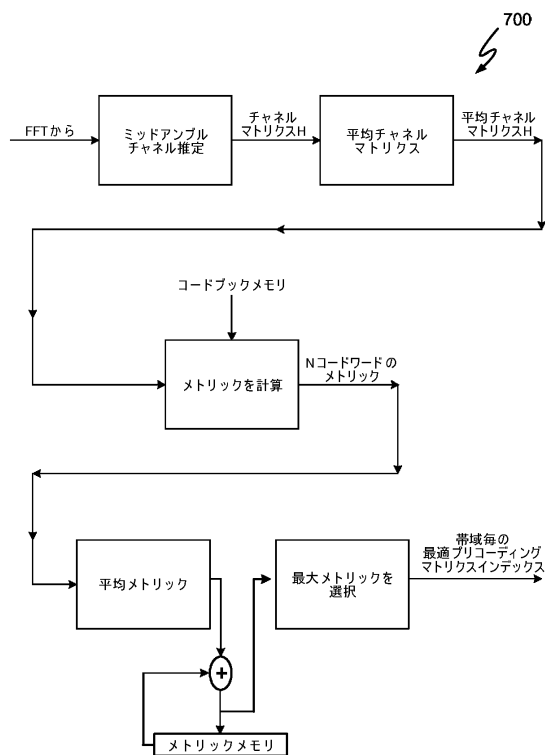 700
FFTから
ミッドアンブル
チャネル推定
チャネル
マトリクスH
平均チャネル
マトリクス
平均チャネル
マトリクスH
コードブックメモリ
メトリックを計算
Nコードワードの
メトリック
平均メトリック
最大メトリックを
選択
帯域毎の
最適プリコーディング
マトリクスインデックス
+
メトリックメモリ